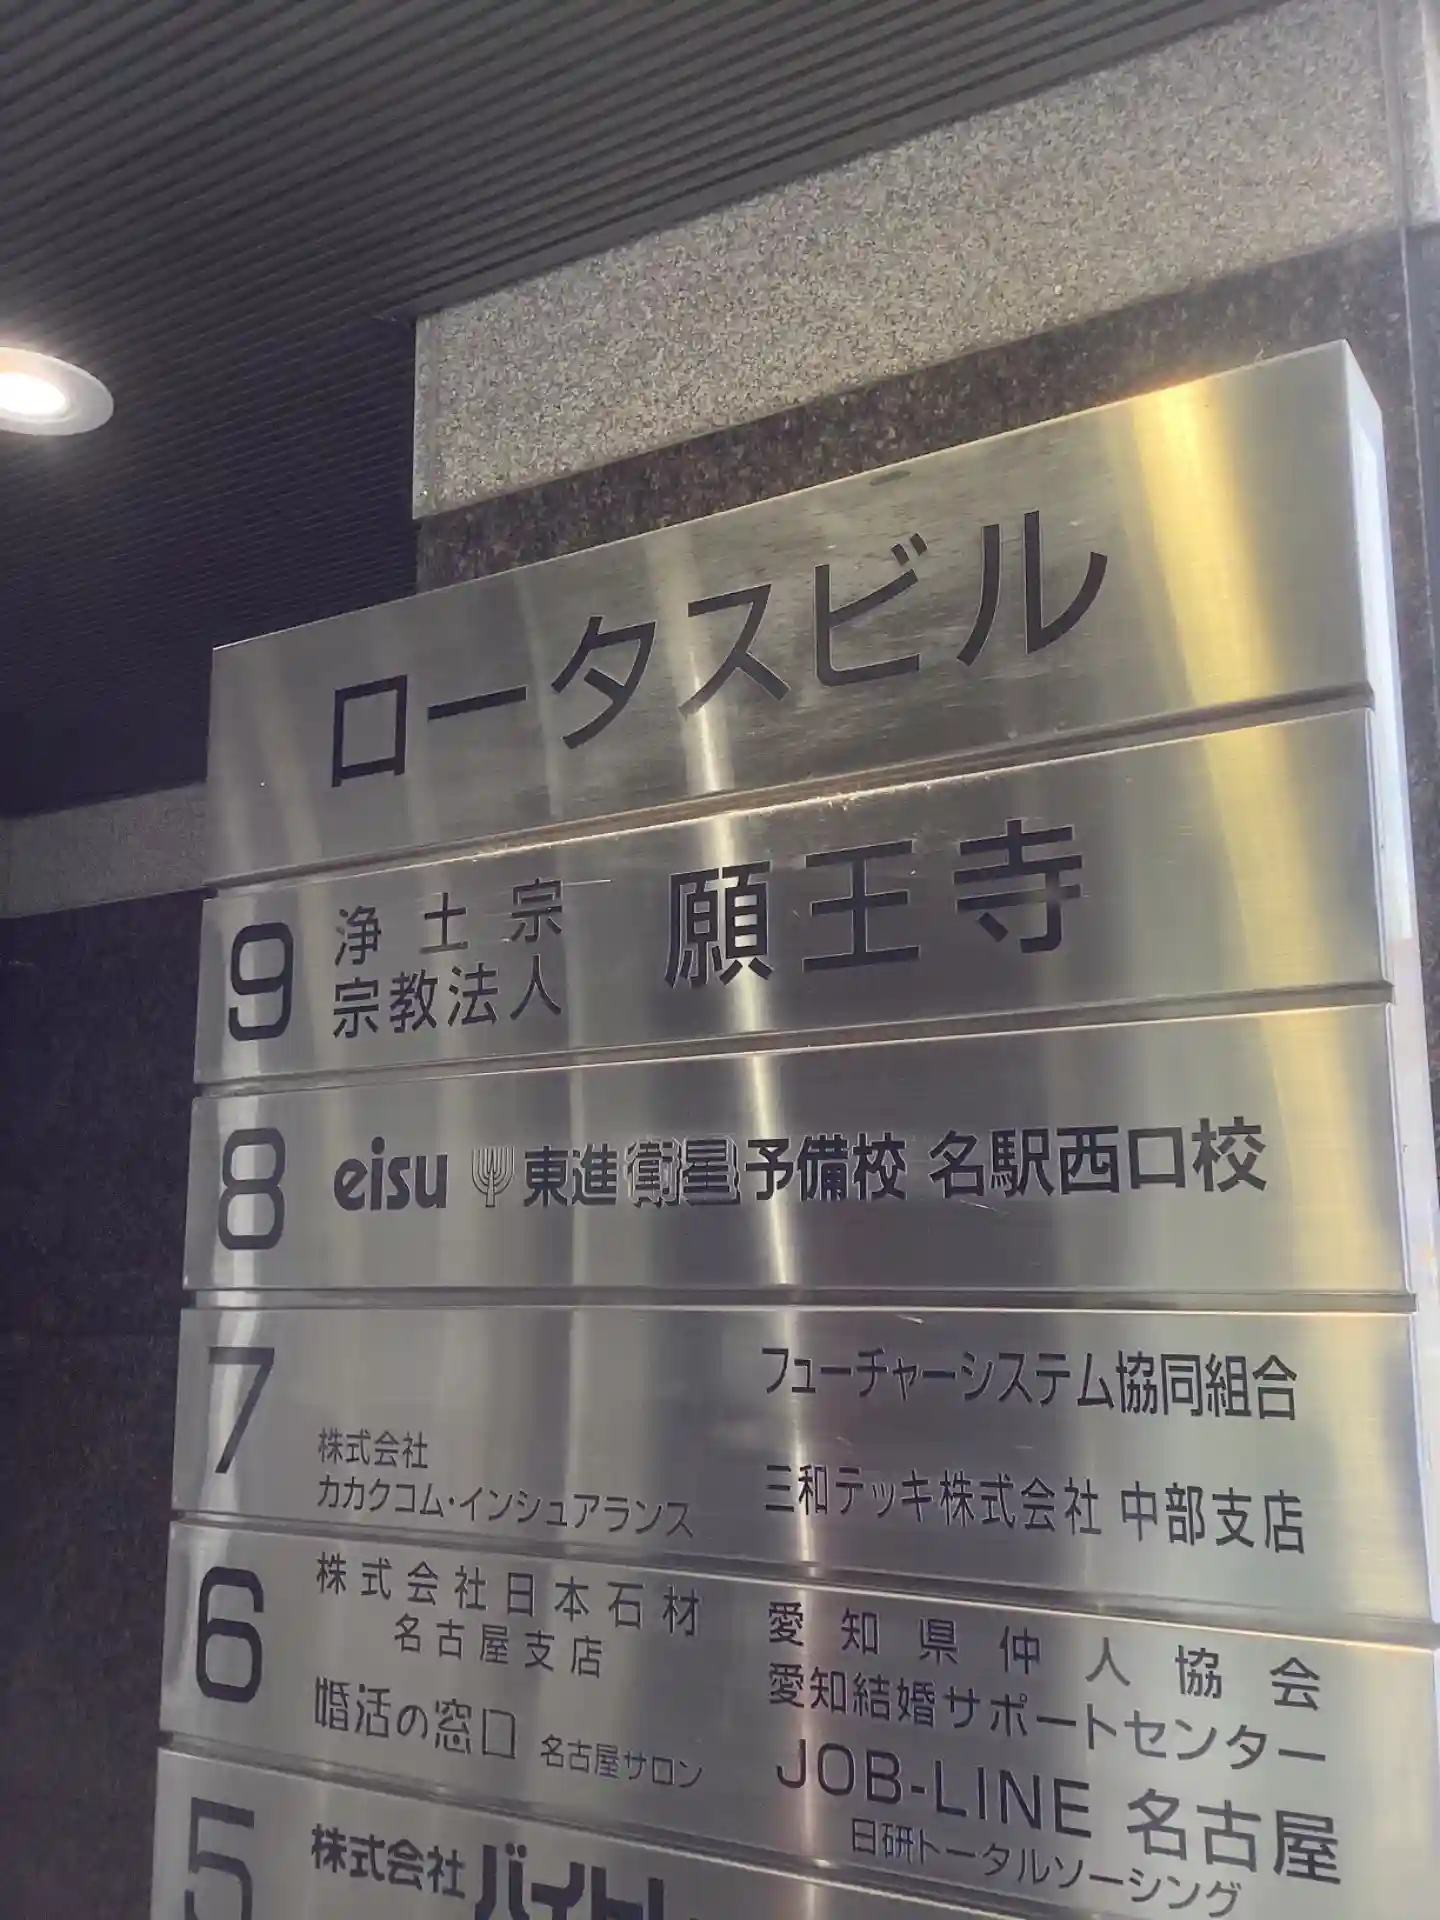 ロータスビル
9 浄土宗 願王寺
宗教法人
8 eisu 東進衛星予備校 名駅西口校
7 フューチャーシステム協同組合
株式会社
カカクコム・インシュアランス
三和テッキ株式会社 中部支店
6 株式会社日本石材
名古屋支店
婚活の窓口 名古屋サロン
愛知県仲人協会
愛知結婚サポートセンター
JOB-LINE 名古屋
日研トータルソーシング
5 株式会社